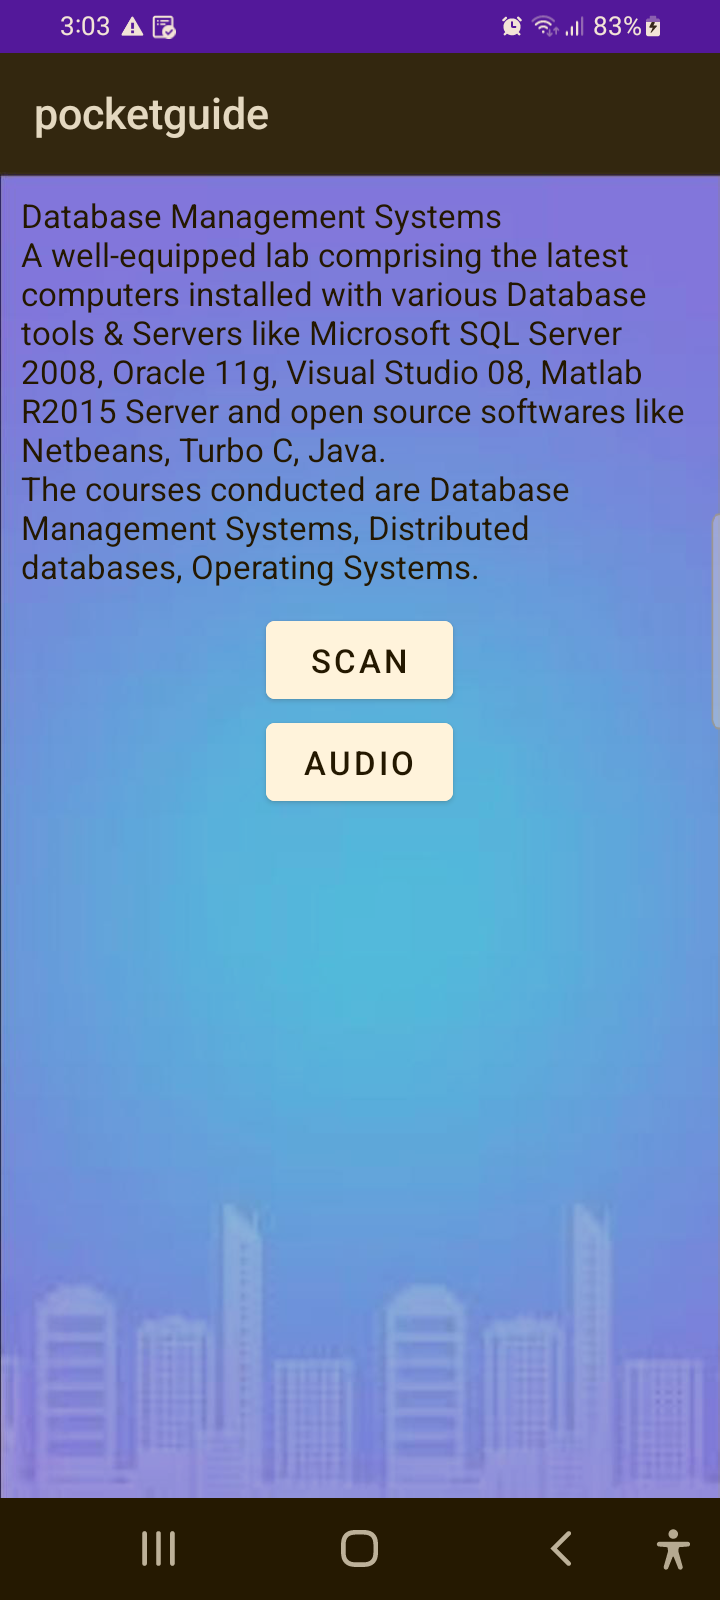 3:03 83%
pocketguide
Database Management Systems
A well-equipped lab comprising the latest
computers installed with various Database
tools & Servers like Microsoft SQL Server
2008, Oracle 11g, Visual Studio 08, Matlab
R2015 Server and open source softwares like
Netbeans, Turbo C, Java.
The courses conducted are Database
Management Systems, Distributed
databases, Operating Systems.
SCAN
AUDIO